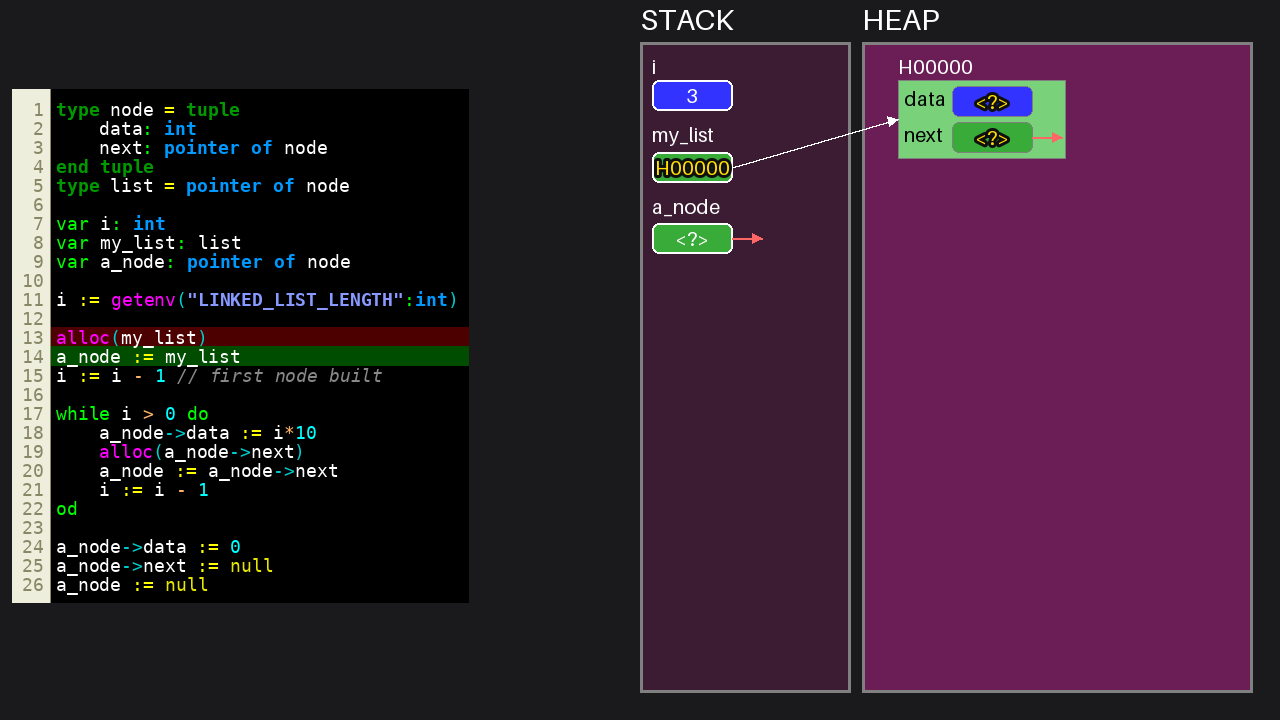 1 type node = tuple
2     data: int
3     next: pointer of node
4 end tuple
5 type list = pointer of node
6
7 var i: int
8 var my_list: list
9 var a_node: pointer of node
10
11 i := getenv("LINKED_LIST_LENGTH":int)
12
13 alloc(my_list)
14 a_node := my_list
15 i := i - 1 // first node built
16
17 while i > 0 do
18     a_node->data := i*10
19     alloc(a_node->next)
20     a_node := a_node->next
21     i := i - 1
22 od
23
24 a_node->data := 0
25 a_node->next := null
26 a_node := null
STACK
i
3
my_list
H00000
a_node
<?>
HEAP
H00000
data <?>
next <?>